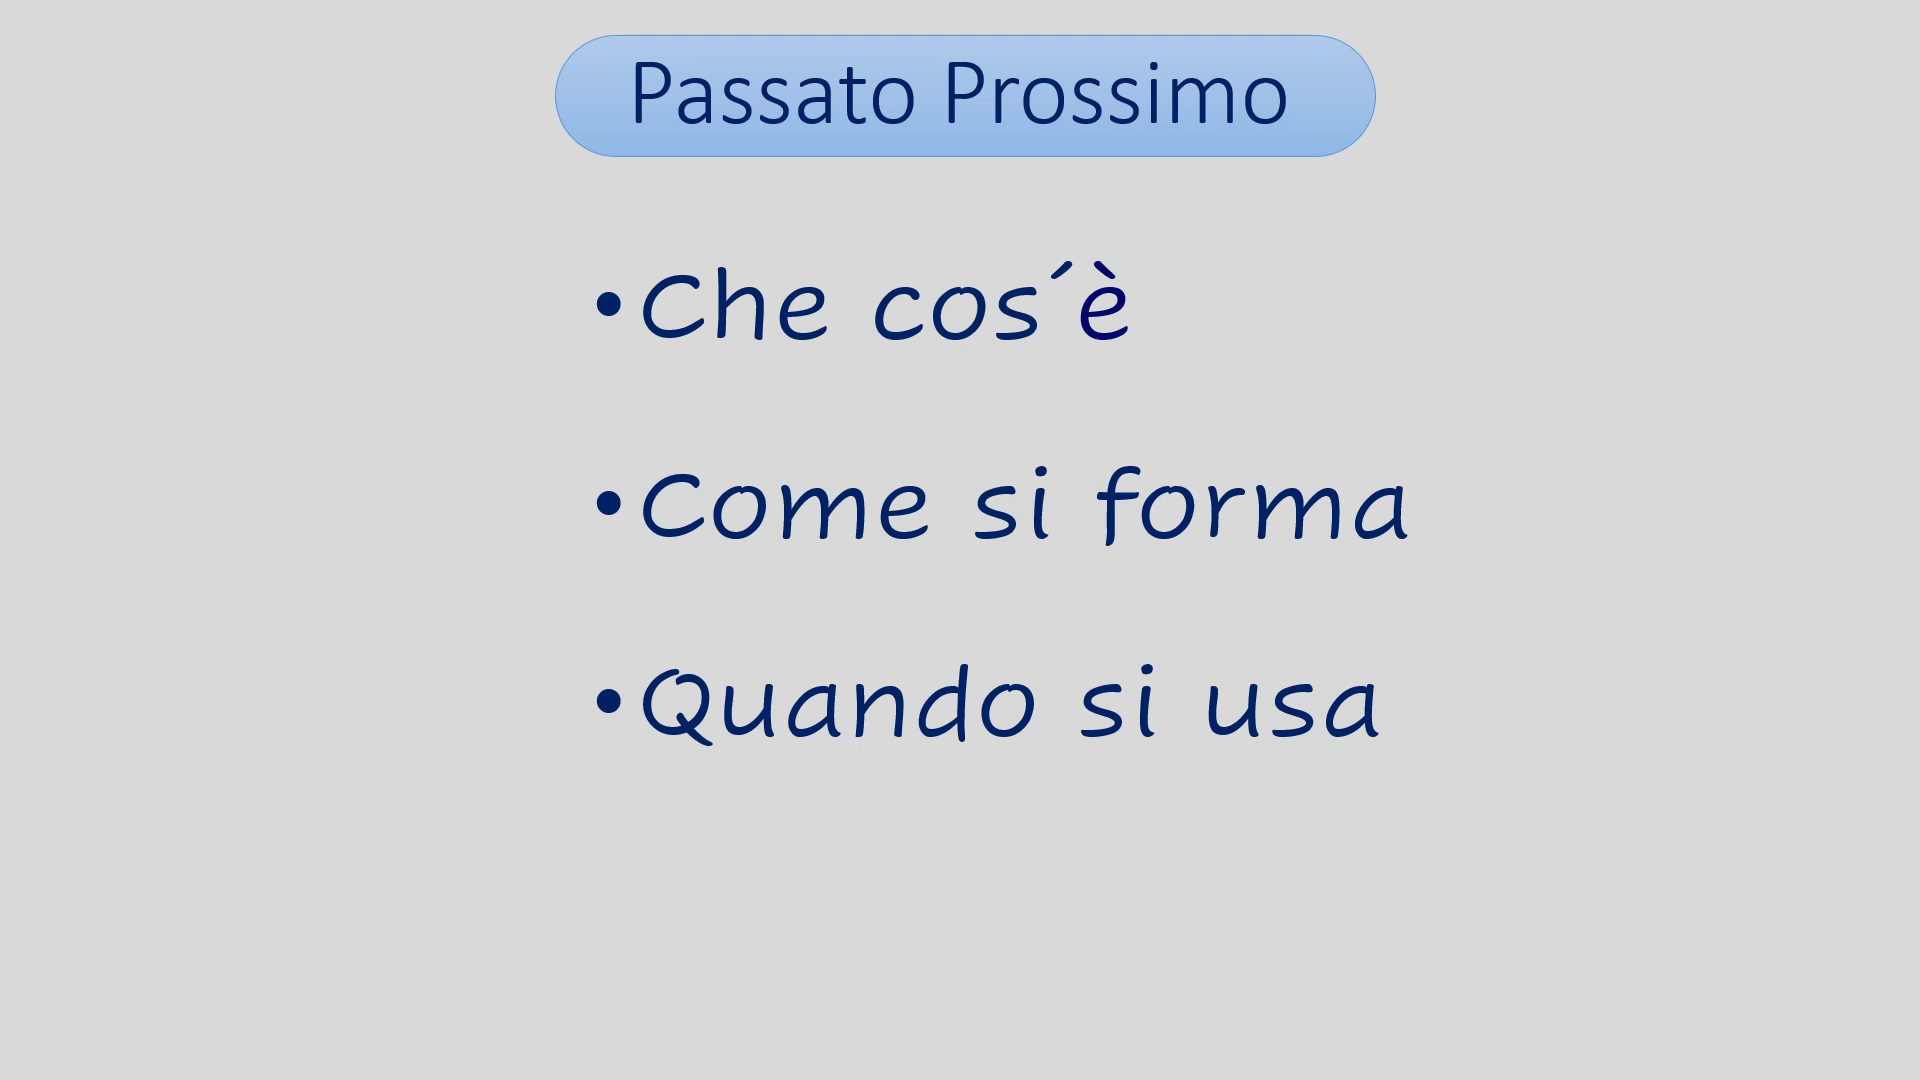 Passato Prossimo
•Che cos´è
•Come si forma
•Quando si usa